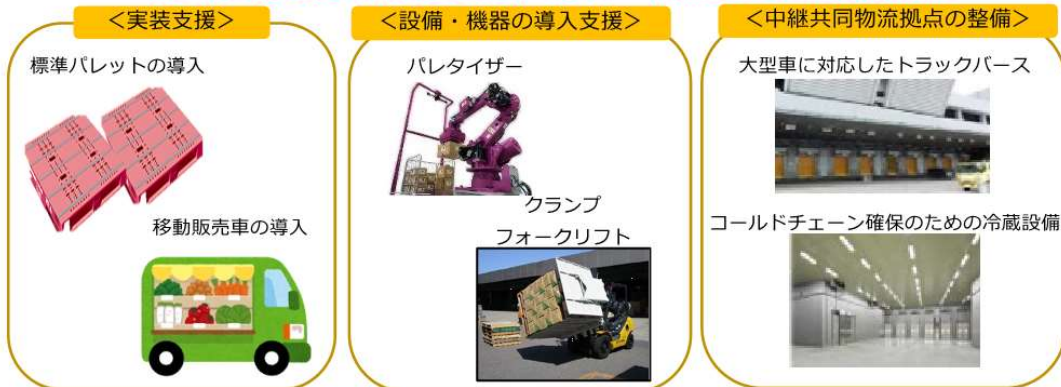 ＜実装支援＞
標準パレットの導入
移動販売車の導入
＜設備・機器の導入支援＞
パレタイザー
クランプ
フォークリフト
＜中継共同物流拠点の整備＞
大型車に対応したトラックバース
コールドチェーン確保のための冷蔵設備